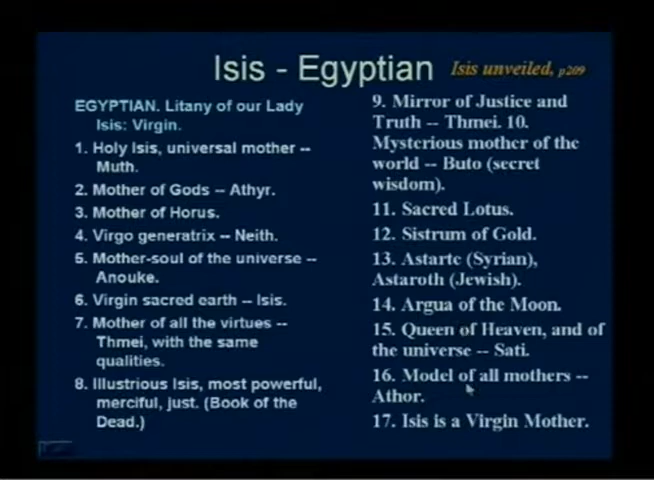 Isis - Egyptian
Isis unveiled, p209
EGYPTIAN. Litany of our Lady
Isis: Virgin.
1. Holy Isis, universal mother --
Muth.
2. Mother of Gods -- Athyr.
3. Mother of Horus.
4. Virgo generatrix -- Neith.
5. Mother-soul of the universe --
Anouke.
6. Virgin sacred earth -- Isis.
7. Mother of all the virtues --
Thmei, with the same
qualities.
8. Illustrious Isis, most powerful,
merciful, just. (Book of the
Dead.)
9. Mirror of Justice and
Truth -- Thmei. 10.
Mysterious mother of the
world -- Buto (secret
wisdom).
11. Sacred Lotus.
12. Sistrum of Gold.
13. Astarte (Syrian),
Astaroth (Jewish).
14. Argua of the Moon.
15. Queen of Heaven, and of
the universe -- Sati.
16. Model of all mothers --
Athor.
17. Isis is a Virgin Mother.